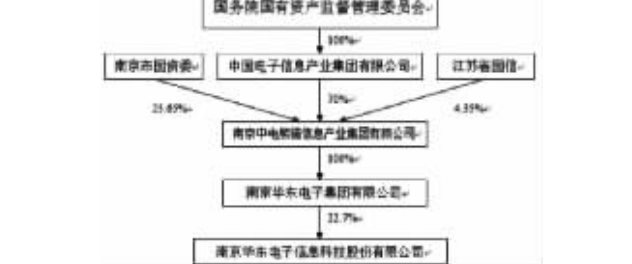 国务院国有资产监督管理委员会
100%
南京市国资委 中国电子信息产业集团有限公司 江苏省国信
70%
4.35%
南京中电熊猫信息产业集团有限公司
100%
南京华东电子集团有限公司
22.7%
南京华东电子信息科技股份有限公司